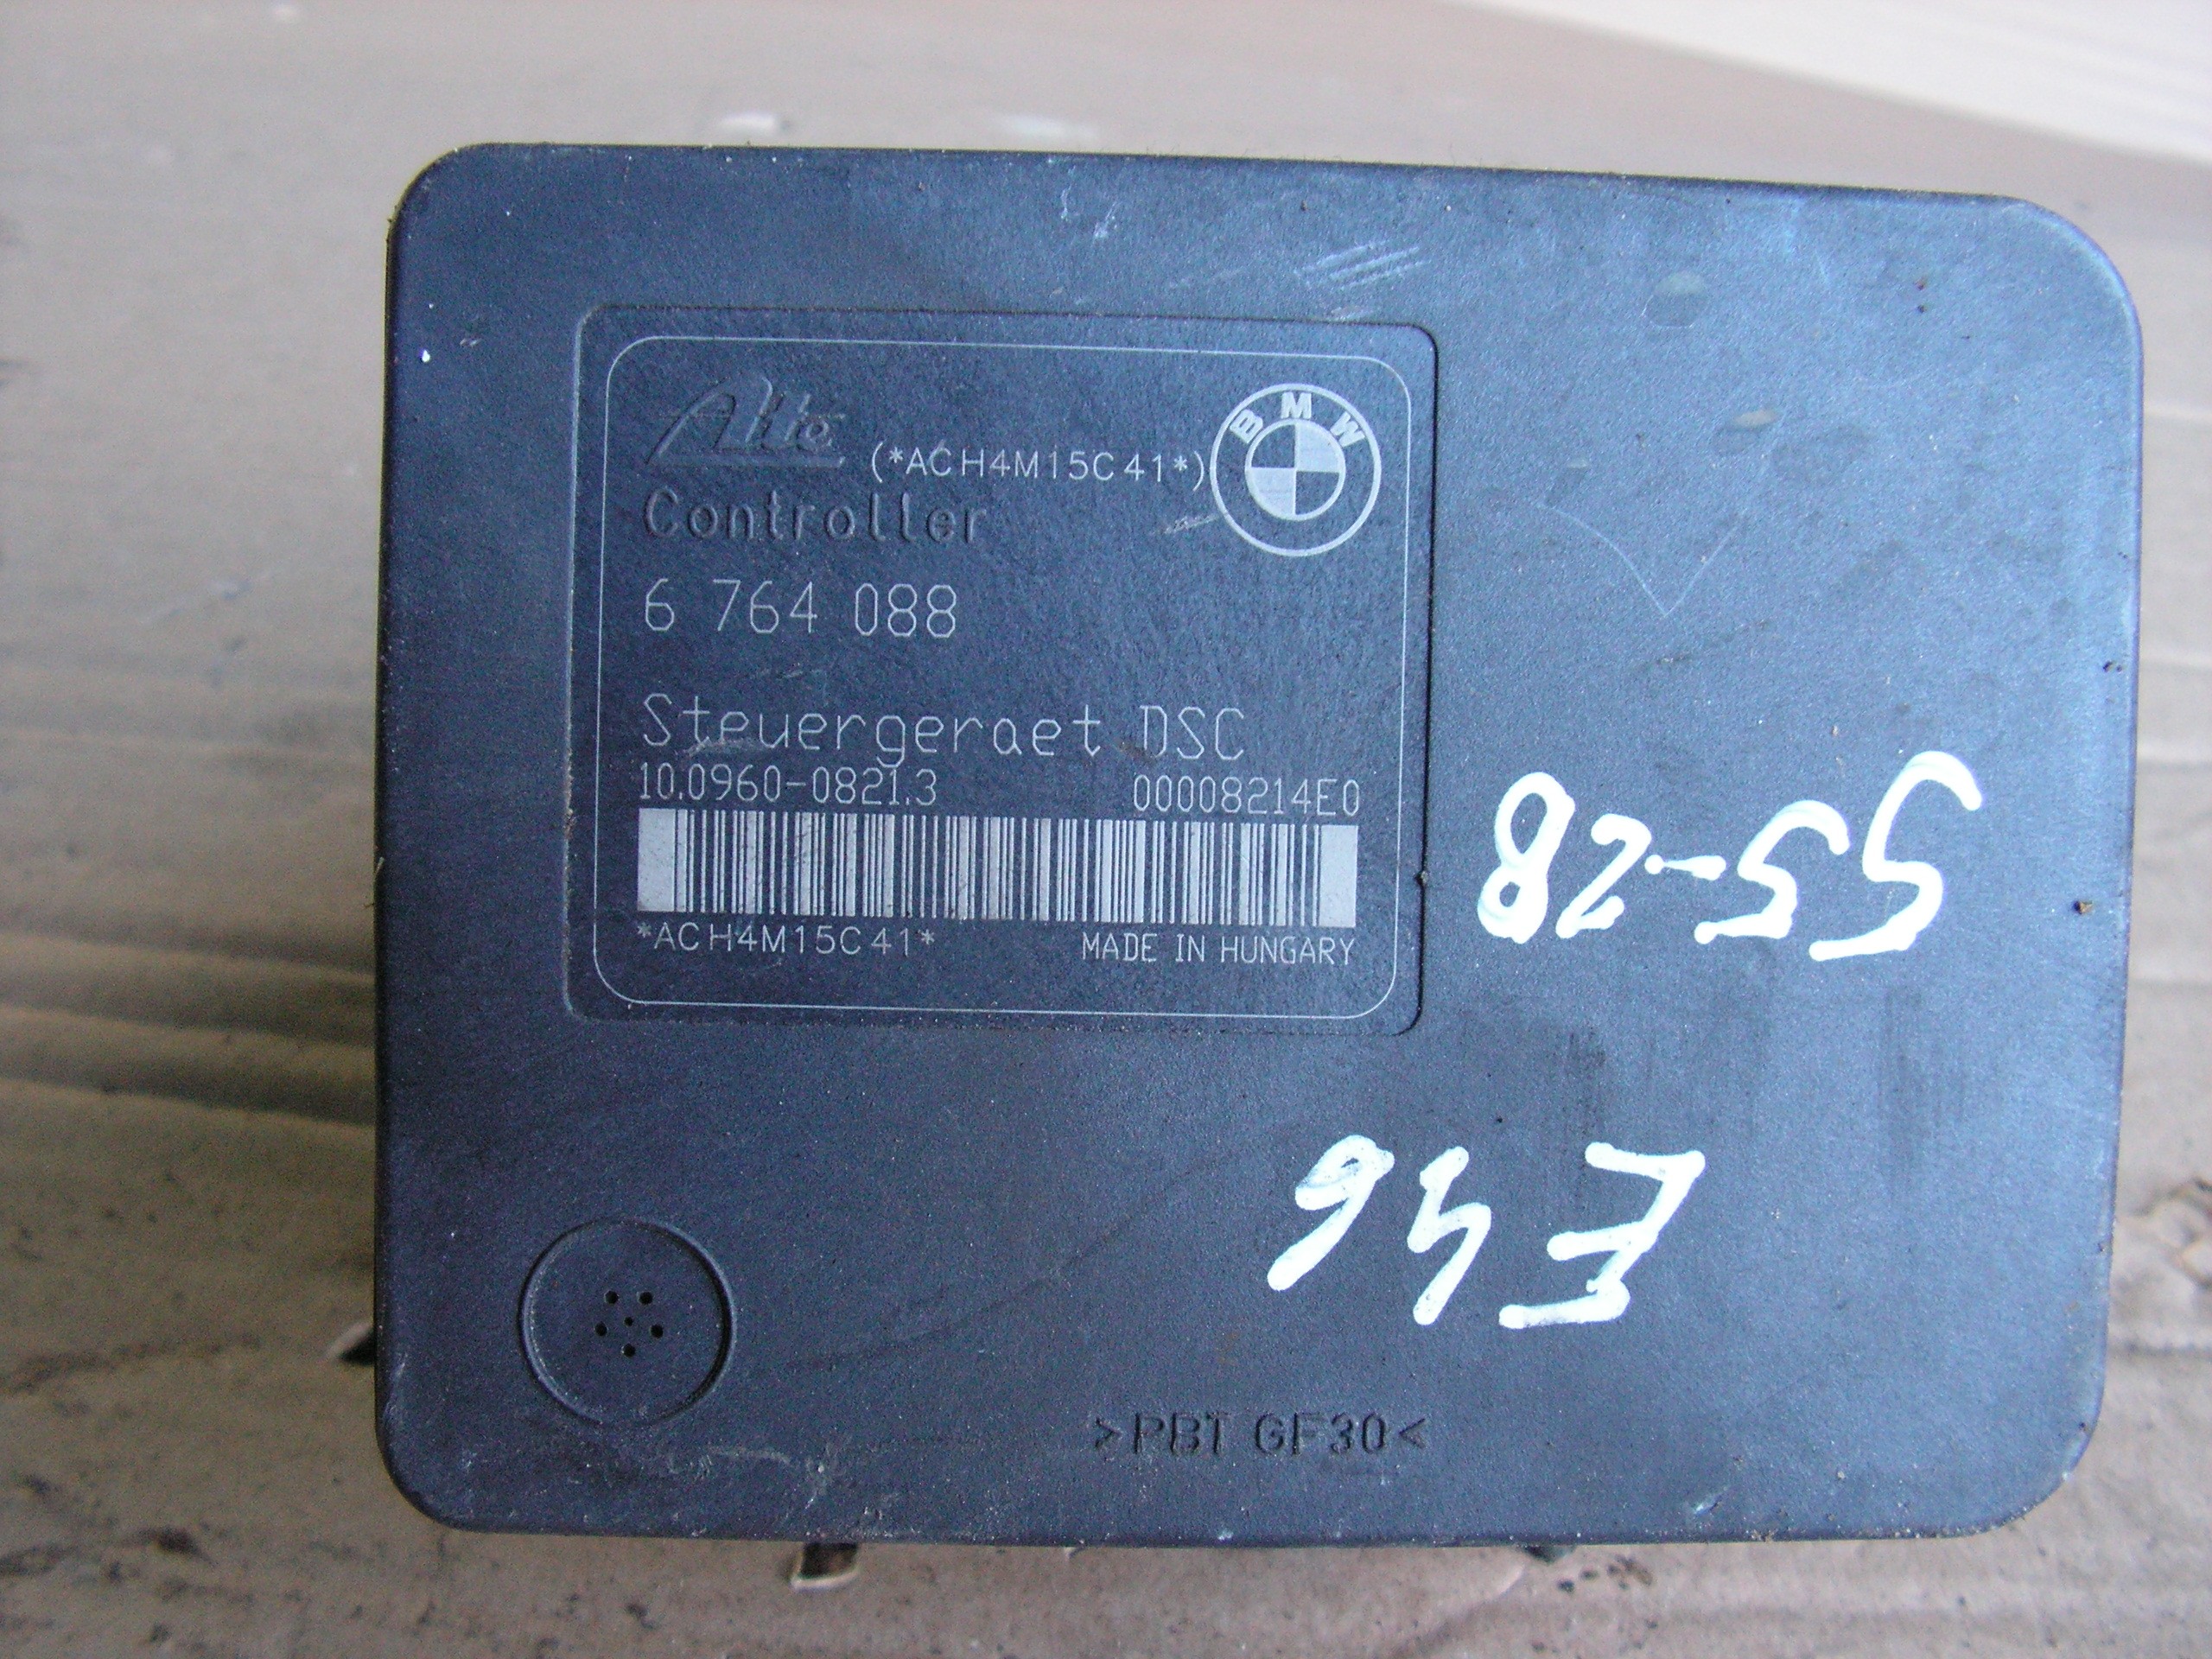 Ate
(*ACH4M15C41*)
BMW
Controller
6 764 088
Steuergeraet DSC
10.0960-0821.3 00008214E0
*ACH4M15C41* MADE IN HUNGARY
>PBT GF30<
E46
55-28